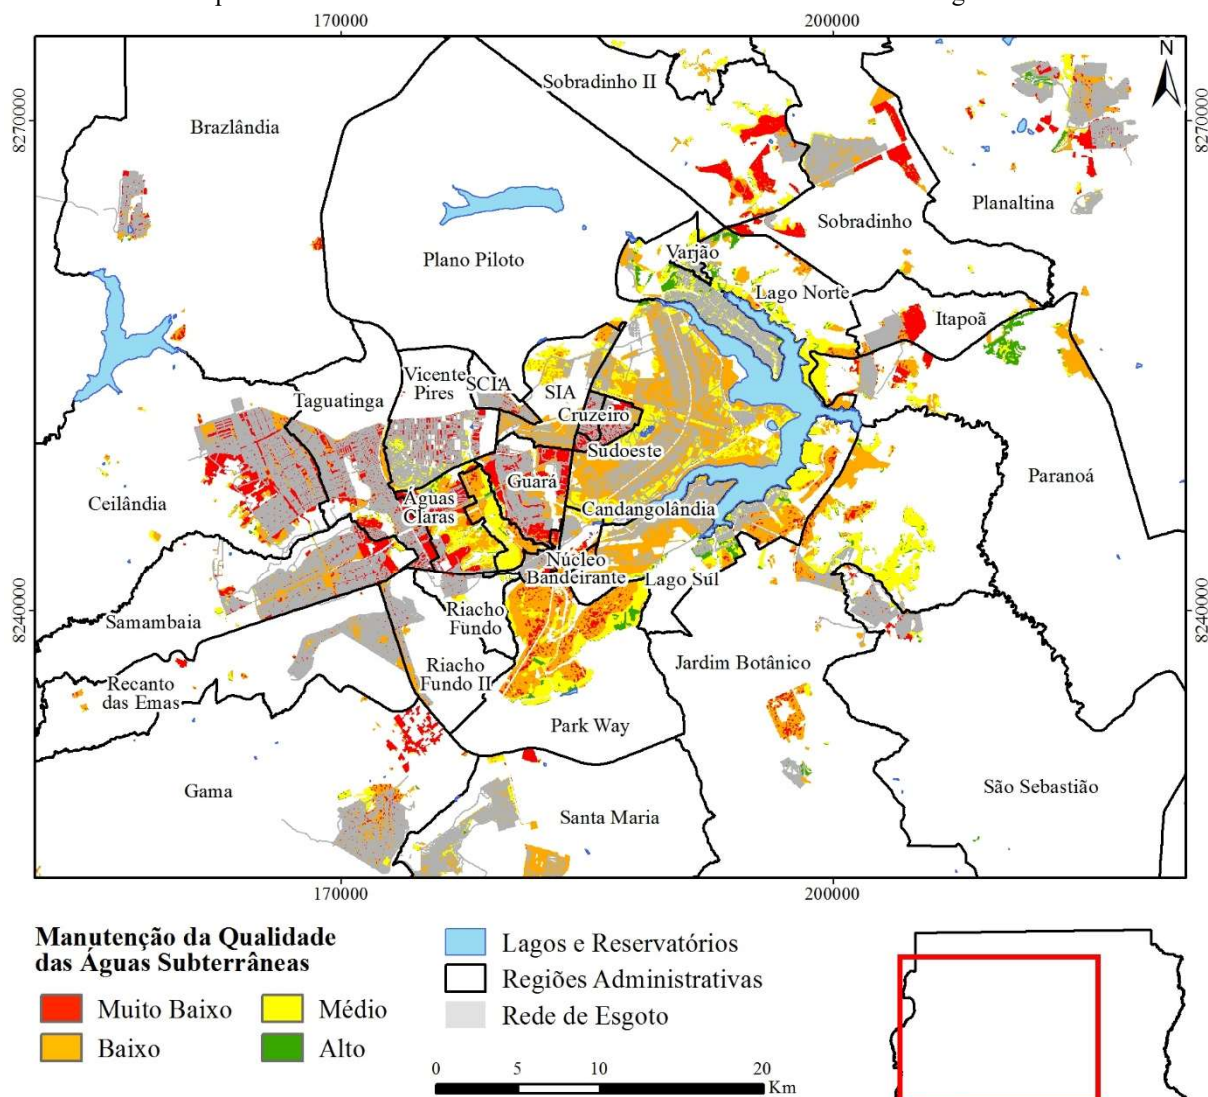 170000
200000
N
8270000
8270000
Sobradinho II
Brazlândia
Planaltina
Sobradinho
Varjão
Plano Piloto
Lago Norte
Itapoã
Vicente
Pires
SCIA
SIA
Taguatinga
Cruzeiro
Sudoeste
Paranoá
Guará
Ceilândia
Águas
Claras
Candangolândia
Núcleo
Bandeirante
Lago Sul
8240000
8240000
Samambaia
Riacho
Fundo
Jardim Botânico
Riacho
Fundo II
Recanto
das Emas
Park Way
Gama
São Sebastião
Santa Maria
170000
200000
Manutenção da Qualidade
das Águas Subterrâneas
Muito Baixo
Médio
Baixo
Alto
Lagos e Reservatórios
Regiões Administrativas
Rede de Esgoto
0 5 10 20
Km